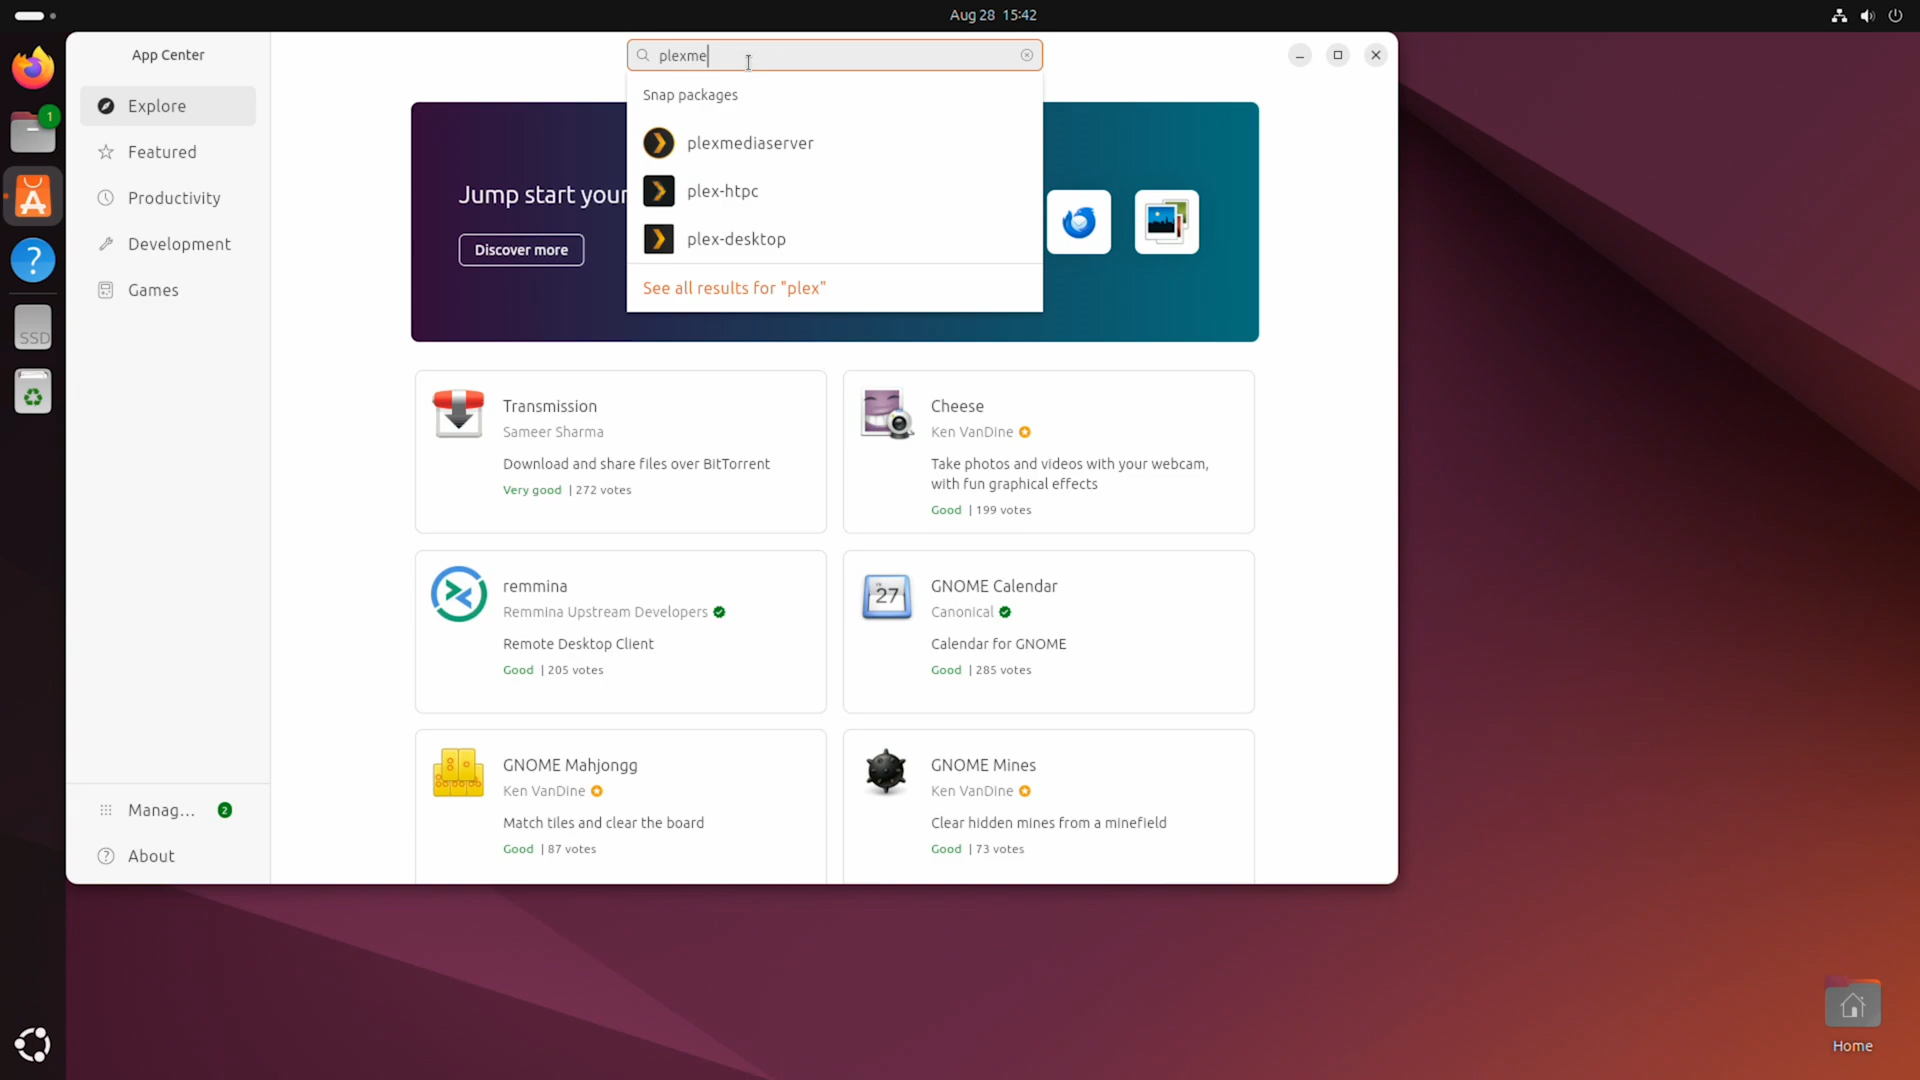 Aug 28 15:42
App Center
plexme
Explore
Featured
Productivity
Development
Games
Manag... 2
About
1
SSD
Snap packages
plexmediaserver
plex-htpc
plex-desktop
See all results for "plex"
Jump start your
Discover more
Transmission
Sameer Sharma
Download and share files over BitTorrent
Very good | 272 votes
Cheese
Ken VanDine
Take photos and videos with your webcam,
with fun graphical effects
Good | 199 votes
remmina
Remmina Upstream Developers
Remote Desktop Client
Good | 205 votes
27
GNOME Calendar
Canonical
Calendar for GNOME
Good | 285 votes
GNOME Mahjongg
Ken VanDine
Match tiles and clear the board
Good | 87 votes
GNOME Mines
Ken VanDine
Clear hidden mines from a minefield
Good | 73 votes
Home